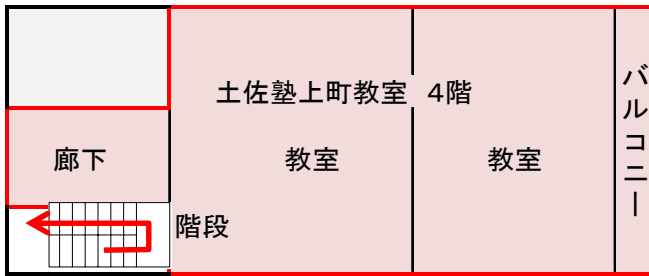 土佐塾上町教室 4階
廊下
教室
教室
階段
バルコニー